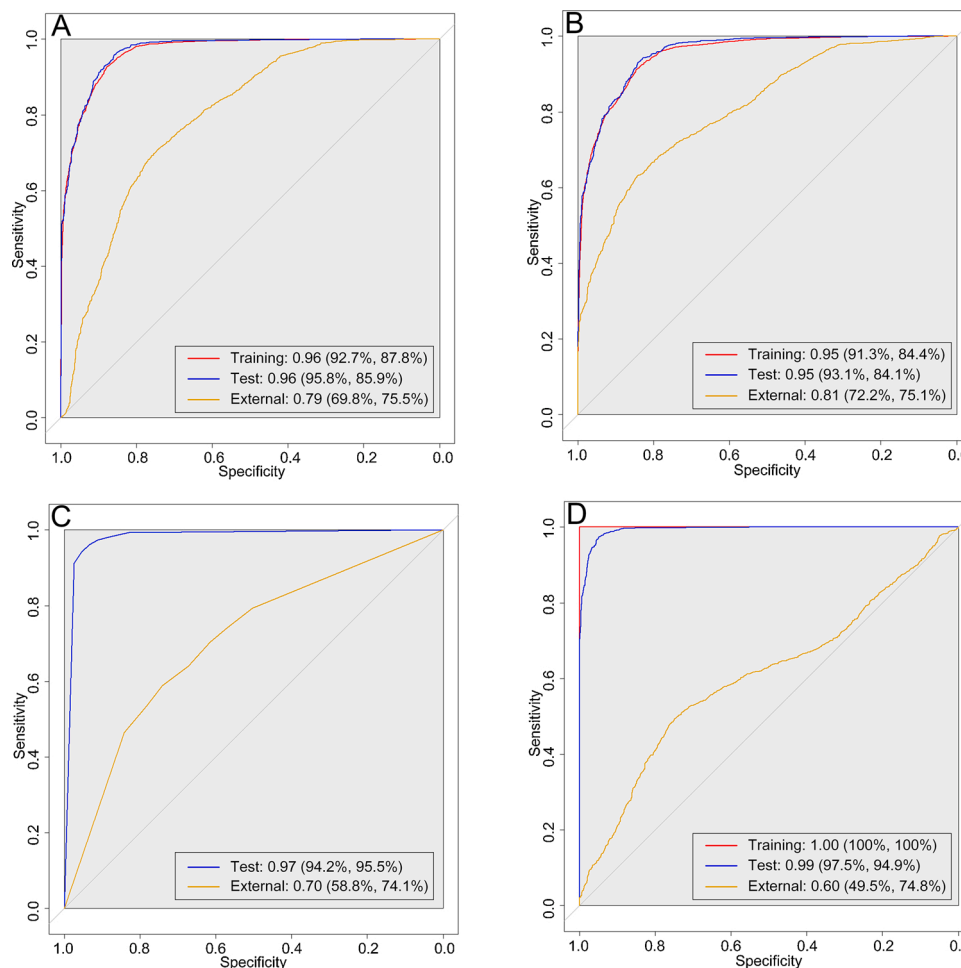 A
Sensitivity
1.0
0.8
0.6
0.4
0.2
0.0
Training: 0.96 (92.7%, 87.8%)
Test: 0.96 (95.8%, 85.9%)
External: 0.79 (69.8%, 75.5%)
1.0 0.8 0.6 0.4 0.2 0.0
Specificity
B
Sensitivity
1.0
0.8
0.6
0.4
0.2
0.0
Training: 0.95 (91.3%, 84.4%)
Test: 0.95 (93.1%, 84.1%)
External: 0.81 (72.2%, 75.1%)
1.0 0.8 0.6 0.4 0.2 0.0
Specificity
C
Sensitivity
1.0
0.8
0.6
0.4
0.2
0.0
Test: 0.97 (94.2%, 95.5%)
External: 0.70 (58.8%, 74.1%)
1.0 0.8 0.6 0.4 0.2 0.0
Specificity
D
Sensitivity
1.0
0.8
0.6
0.4
0.2
0.0
Training: 1.00 (100%, 100%)
Test: 0.99 (97.5%, 94.9%)
External: 0.60 (49.5%, 74.8%)
1.0 0.8 0.6 0.4 0.2 0.0
Specificity